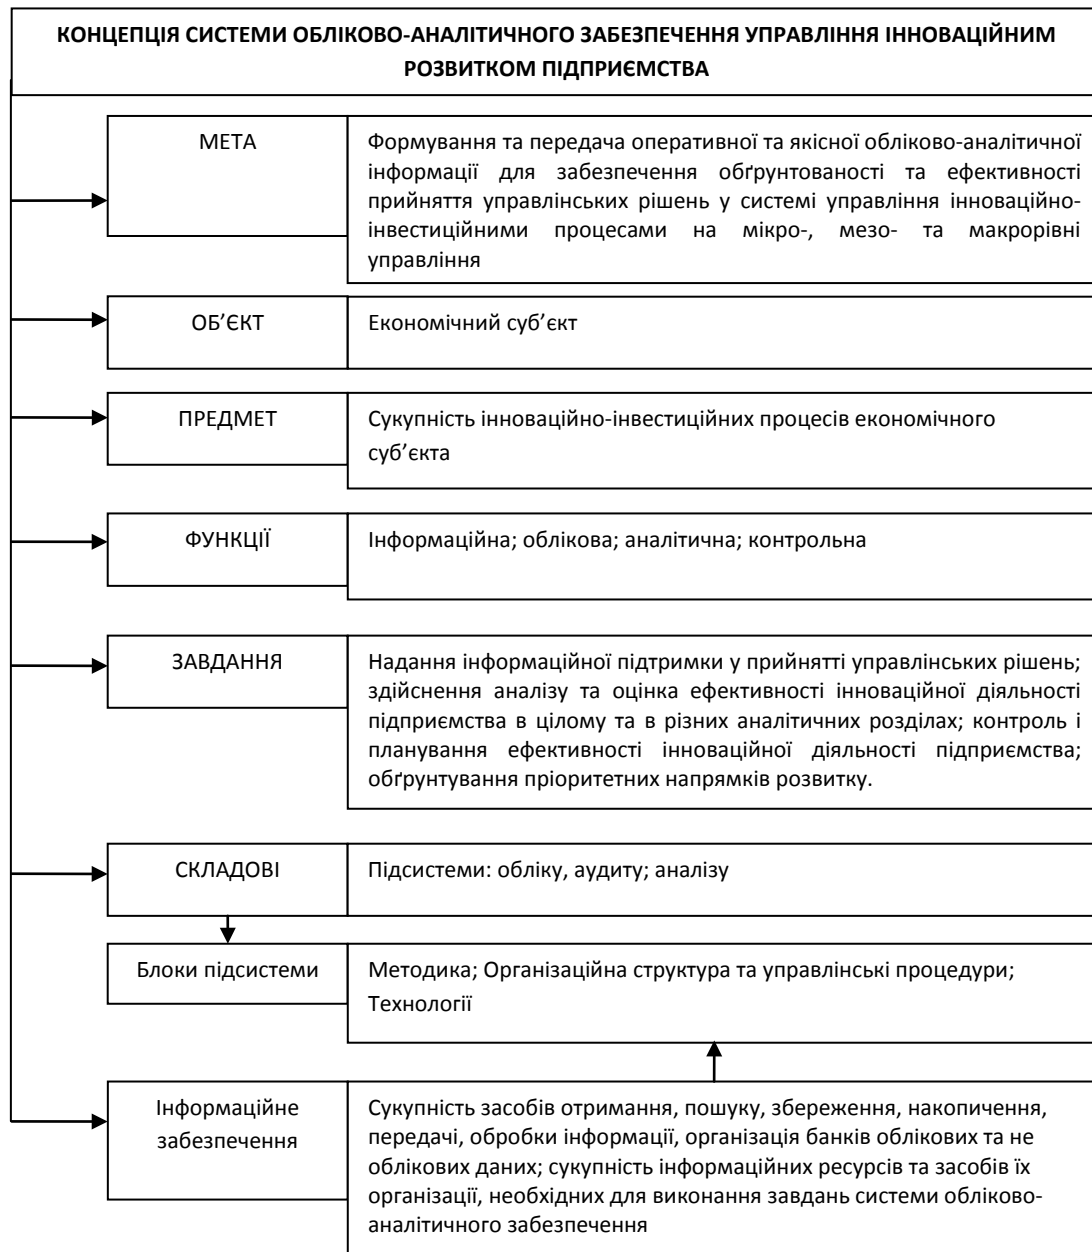 КОНЦЕПЦІЯ СИСТЕМИ ОБЛІКОВО-АНАЛІТИЧНОГО ЗАБЕЗПЕЧЕННЯ УПРАВЛІННЯ ІННОВАЦІЙНИМ
РОЗВИТКОМ ПІДПРИЄМСТВА
МЕТА
Формування та передача оперативної та якісної обліково-аналітичної
інформації для забезпечення обґрунтованості та ефективності
прийняття управлінських рішень у системі управління інноваційно-
інвестиційними процесами на мікро-, мезо- та макрорівні
управління
ОБ’ЄКТ
Економічний суб’єкт
ПРЕДМЕТ
Сукупність інноваційно-інвестиційних процесів економічного
суб’єкта
ФУНКЦІЇ
Інформаційна; облікова; аналітична; контрольна
ЗАВДАННЯ
Надання інформаційної підтримки у прийнятті управлінських рішень;
здійснення аналізу та оцінка ефективності інноваційної діяльності
підприємства в цілому та в різних аналітичних розділах; контроль і
планування ефективності інноваційної діяльності підприємства;
обґрунтування пріоритетних напрямків розвитку.
СКЛАДОВІ
Підсистеми: обліку, аудиту; аналізу
Блоки підсистеми
Методика; Організаційна структура та управлінські процедури;
Технології
Інформаційне
забезпечення
Сукупність засобів отримання, пошуку, збереження, накопичення,
передачі, обробки інформації, організація банків облікових та не
облікових даних; сукупність інформаційних ресурсів та засобів їх
організації, необхідних для виконання завдань системи обліково-
аналітичного забезпечення